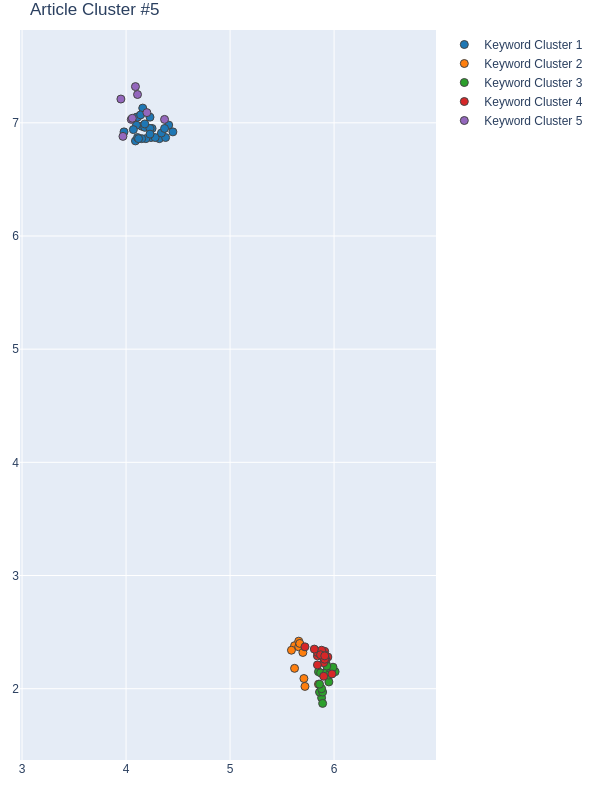 Article Cluster #5
Keyword Cluster 1
Keyword Cluster 2
Keyword Cluster 3
Keyword Cluster 4
Keyword Cluster 5
7
6
5
4
3
2
3 4 5 6